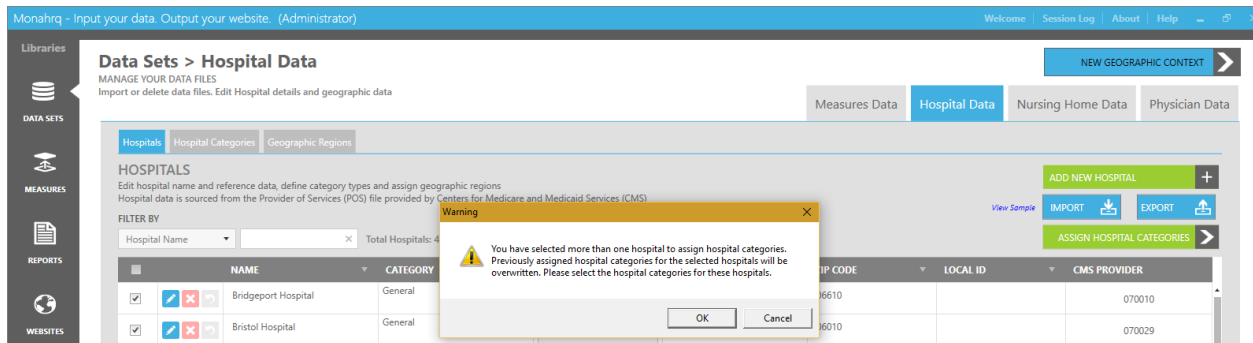 Monahrq - Input your data. Output your website. (Administrator)
Welcome | Session Log | About | Help
Libraries
DATA SETS
MEASURES
REPORTS
WEBSITES
Data Sets > Hospital Data
MANAGE YOUR DATA FILES
Import or delete data files. Edit Hospital details and geographic data
NEW GEOGRAPHIC CONTEXT
Measures Data Hospital Data Nursing Home Data Physician Data
Hospitals Hospital Categories Geographic Regions
HOSPITALS
Edit hospital name and reference data, define category types and assign geographic regions
Hospital data is sourced from the Provider of Services (POS) file provided by Centers for Medicare and Medicaid Services (CMS)
ADD NEW HOSPITAL
View Sample IMPORT EXPORT
ASSIGN HOSPITAL CATEGORIES
FILTER BY
Hospital Name Total Hospitals: 4
Warning
You have selected more than one hospital to assign hospital categories.
Previously assigned hospital categories for the selected hospitals will be
overwritten. Please select the hospital categories for these hospitals.
OK Cancel
NAME CATEGORY ZIP CODE LOCAL ID CMS PROVIDER
Bridgeport Hospital General 06610 070010
Bristol Hospital General 06010 070029